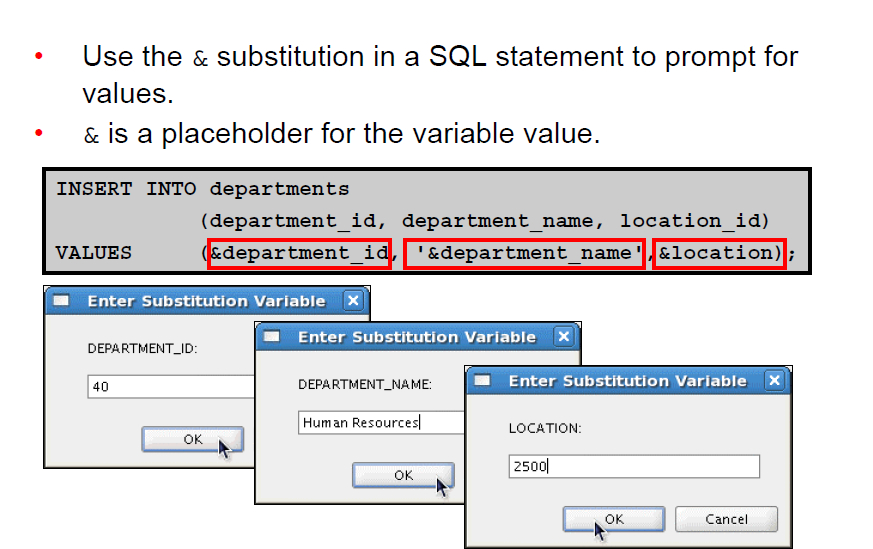 • Use the & substitution in a SQL statement to prompt for
values.
• & is a placeholder for the variable value.
INSERT INTO departments
(department_id, department_name, location_id)
VALUES (&department_id, '&department_name',&location);
Enter Substitution Variable
DEPARTMENT_ID:
40
OK
Enter Substitution Variable
DEPARTMENT_NAME:
Human Resources
OK
Enter Substitution Variable
LOCATION:
2500
OK Cancel